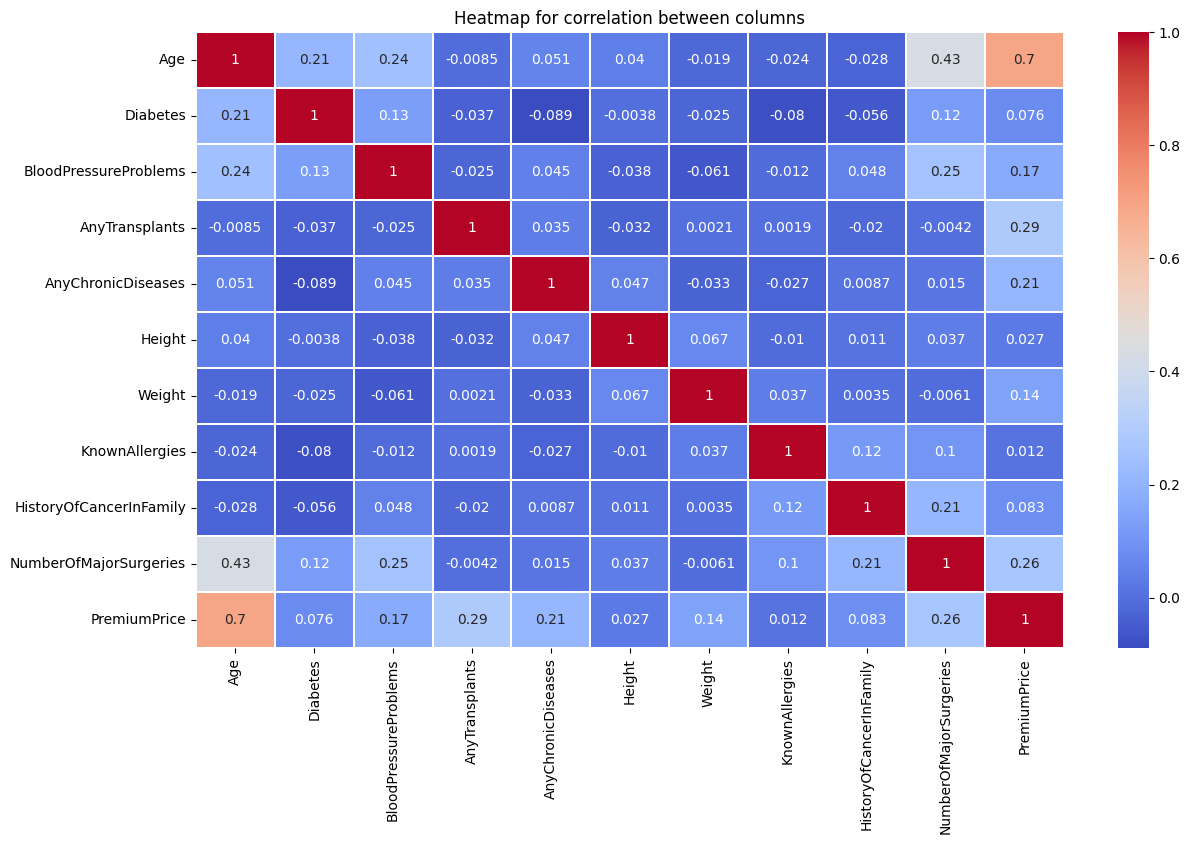 Heatmap for correlation between columns
Age 1 0.21 0.24 -0.0085 0.051 0.04 -0.019 -0.024 -0.028 0.43 0.7
Diabetes 0.21 1 0.13 -0.037 -0.089 -0.0038 -0.025 -0.08 -0.056 0.12 0.076
BloodPressureProblems 0.24 0.13 1 -0.025 0.045 -0.038 -0.061 -0.012 0.048 0.25 0.17
AnyTransplants -0.0085 -0.037 -0.025 1 0.035 -0.032 0.0021 0.0019 -0.02 -0.0042 0.29
AnyChronicDiseases 0.051 -0.089 0.045 0.035 1 0.047 -0.033 -0.027 0.0087 0.015 0.21
Height 0.04 -0.0038 -0.038 -0.032 0.047 1 0.067 -0.01 0.011 0.037 0.027
Weight -0.019 -0.025 -0.061 0.0021 -0.033 0.067 1 0.037 0.0035 -0.0061 0.14
KnownAllergies -0.024 -0.08 -0.012 0.0019 -0.027 -0.01 0.037 1 0.12 0.1 0.012
HistoryOfCancerInFamily -0.028 -0.056 0.048 -0.02 0.0087 0.011 0.0035 0.12 1 0.21 0.083
NumberOfMajorSurgeries 0.43 0.12 0.25 -0.0042 0.015 0.037 -0.0061 0.1 0.21 1 0.26
PremiumPrice 0.7 0.076 0.17 0.29 0.21 0.027 0.14 0.012 0.083 0.26 1
Age
Diabetes
BloodPressureProblems
AnyTransplants
AnyChronicDiseases
Height
Weight
KnownAllergies
HistoryOfCancerInFamily
NumberOfMajorSurgeries
PremiumPrice
1.0
0.8
0.6
0.4
0.2
0.0